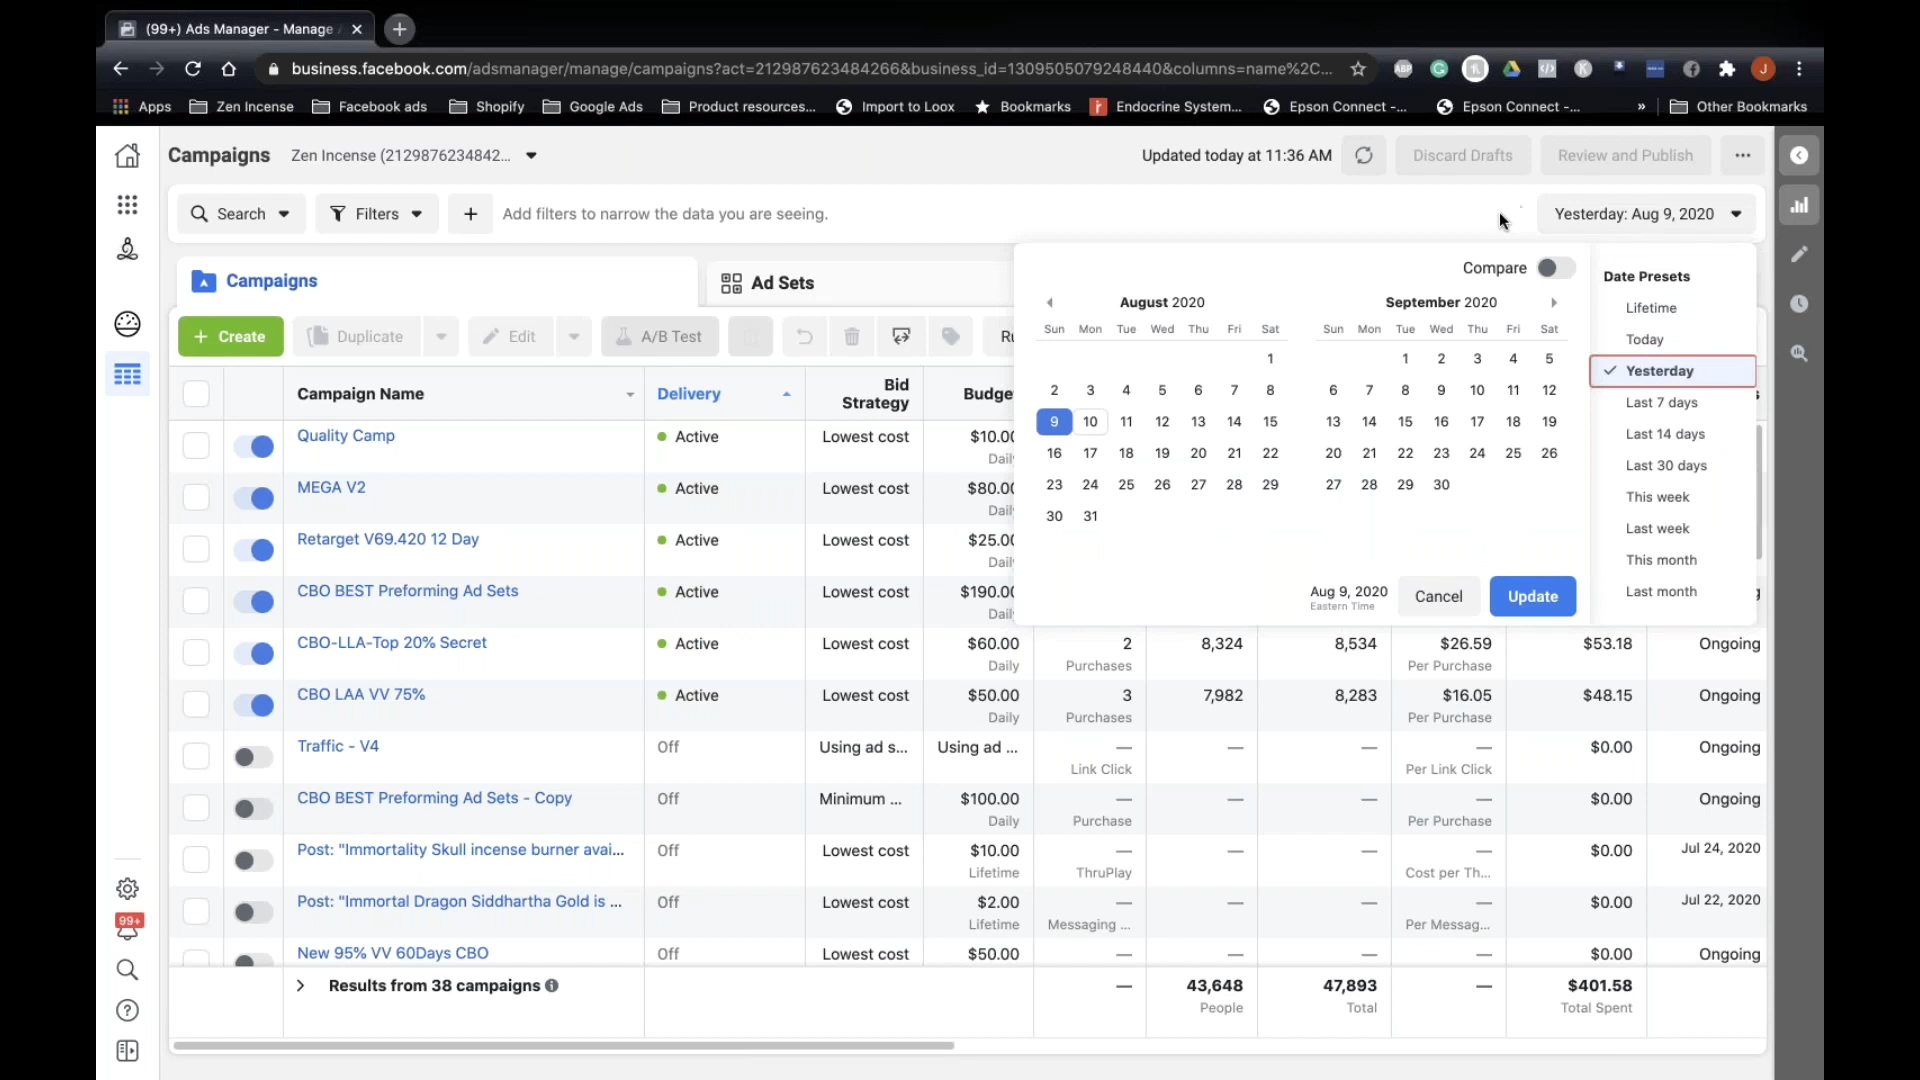 (99+) Ads Manager - Manage
business.facebook.com/adsmanager/manage/campaigns?act=212987623484266&business_id=1309505079248440&columns=name%2C...
ABP
J
Apps Zen Incense Facebook ads Shopify Google Ads Product resources... Import to Loox Bookmarks Endocrine System... Epson Connect -... Epson Connect -... » Other Bookmarks
Campaigns Zen Incense (2129876234842... Updated today at 11:36 AM Discard Drafts Review and Publish
Search Filters + Add filters to narrow the data you are seeing. Yesterday: Aug 9, 2020
Campaigns Ad Sets
+ Create Duplicate Edit A/B Test Ru
Compare
August 2020 September 2020
Sun Mon Tue Wed Thu Fri Sat Sun Mon Tue Wed Thu Fri Sat
1 1 2 3 4 5
2 3 4 5 6 7 8 6 7 8 9 10 11 12
9 10 11 12 13 14 15 13 14 15 16 17 18 19
16 17 18 19 20 21 22 20 21 22 23 24 25 26
23 24 25 26 27 28 29 27 28 29 30
30 31
Aug 9, 2020
Eastern Time
Cancel Update
Date Presets
Lifetime
Today
Yesterday
Last 7 days
Last 14 days
Last 30 days
This week
Last week
This month
Last month
Campaign Name Delivery Bid Strategy Budge
Quality Camp Active Lowest cost $10.00
Daily
MEGA V2 Active Lowest cost $80.00
Daily
Retarget V69.420 12 Day Active Lowest cost $25.00
Daily
CBO BEST Preforming Ad Sets Active Lowest cost $190.00
Daily
CBO-LLA-Top 20% Secret Active Lowest cost $60.00 2 8,324 8,534 $26.59 $53.18 Ongoing
Daily Purchases Per Purchase
CBO LAA VV 75% Active Lowest cost $50.00 3 7,982 8,283 $16.05 $48.15 Ongoing
Daily Purchases Per Purchase
Traffic - V4 Off Using ad s... Using ad ... — — — — $0.00 Ongoing
Link Click Per Link Click
CBO BEST Preforming Ad Sets - Copy Off Minimum ... $100.00 — — — — $0.00 Ongoing
Daily Purchase Per Purchase
Post: "Immortality Skull incense burner avai... Off Lowest cost $10.00 — — — — $0.00 Jul 24, 2020
Lifetime ThruPlay Cost per Th...
Post: "Immortal Dragon Siddhartha Gold is ... Off Lowest cost $2.00 — — — — $0.00 Jul 22, 2020
Lifetime Messaging ... Per Messag...
New 95% VV 60Days CBO Off Lowest cost $50.00 — — — — $0.00 Ongoing
Results from 38 campaigns — 43,648 47,893 — $401.58
People Total Total Spent
99+